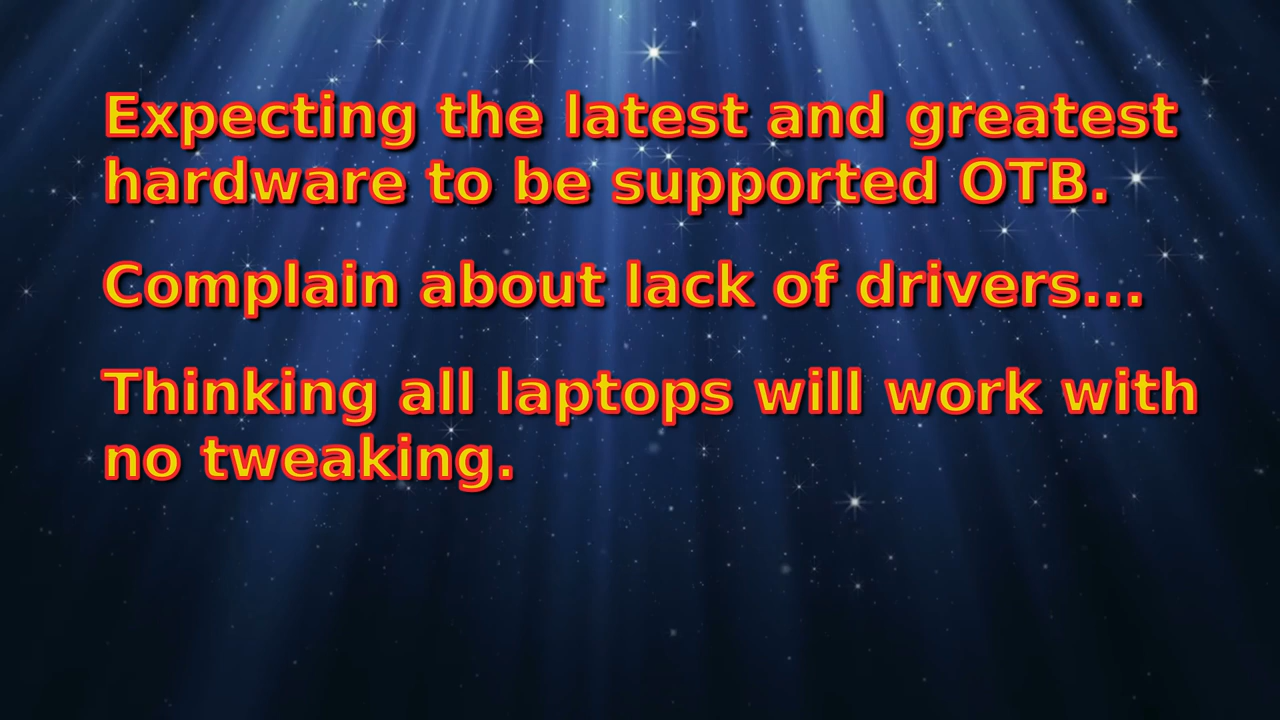 Expecting the latest and greatest
hardware to be supported OTB.
Complain about lack of drivers...
Thinking all laptops will work with
no tweaking.